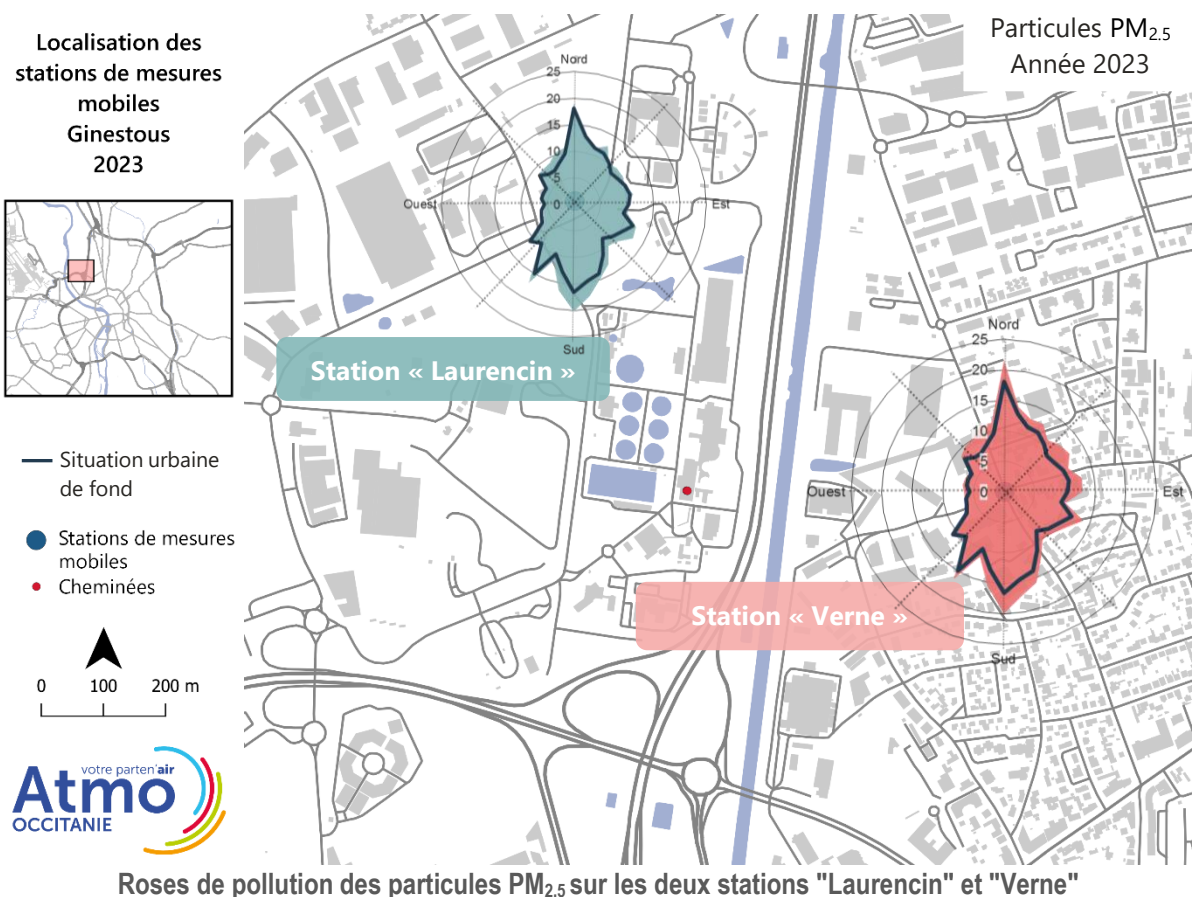 Localisation des
stations de mesures
mobiles
Ginestous
2023
Particules PM2.5
Année 2023
Nord
25
20
15
10
5
0
Ouest
Est
Sud
Station « Laurencin »
Nord
25
20
15
10
5
0
Ouest
Est
Sud
Station « Verne »
Situation urbaine
de fond
Stations de mesures
mobiles
Cheminées
0 100 200 m
votre parten'air
Atmo
OCCITANIE
Roses de pollution des particules PM2.5 sur les deux stations "Laurencin" et "Verne"